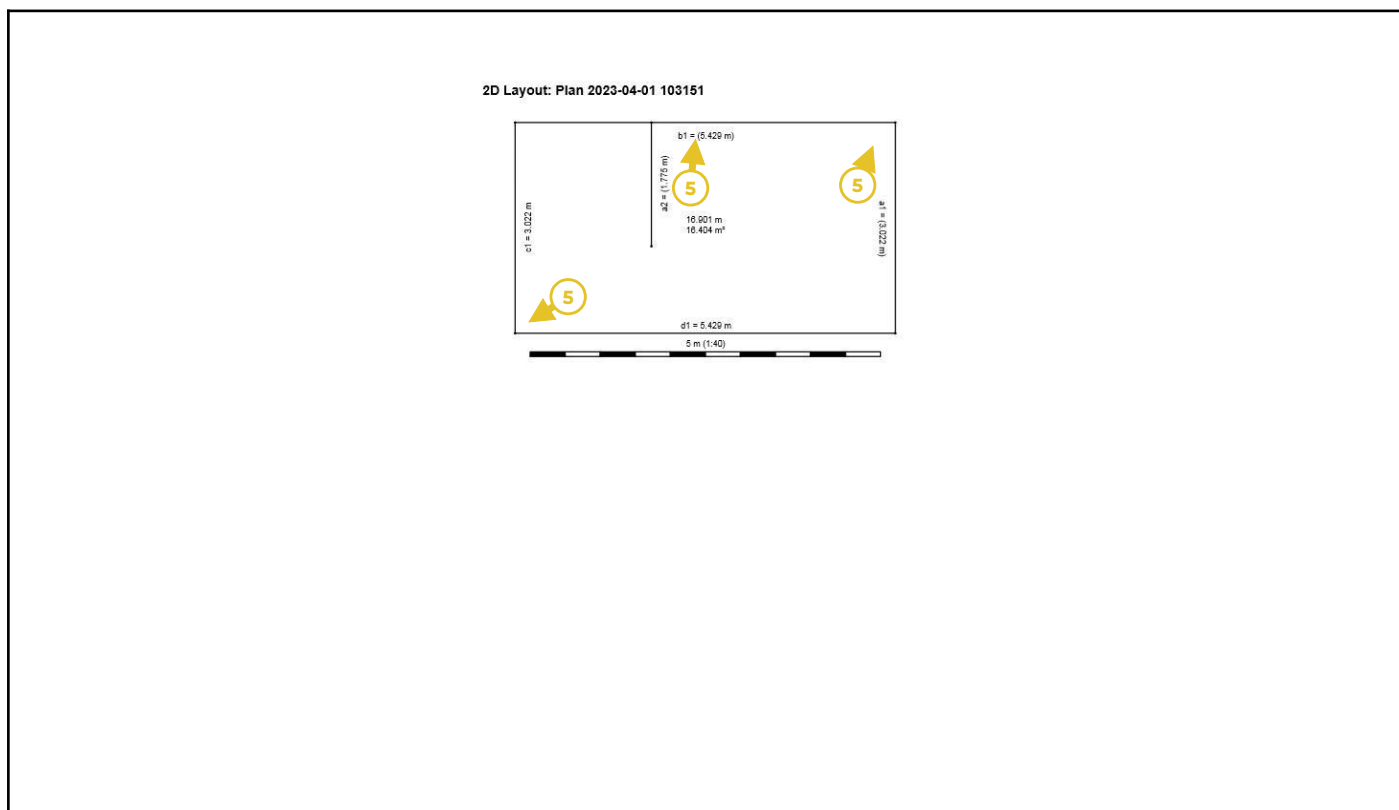 2D Layout: Plan 2023-04-01 103151
b1 = (5.429 m)
a2 = (1.775 m)
5
5
a1 = (3.022 m)
c1 = 3.022 m
16.901 m
16.404 m²
5
d1 = 5.429 m
5 m (1:40)